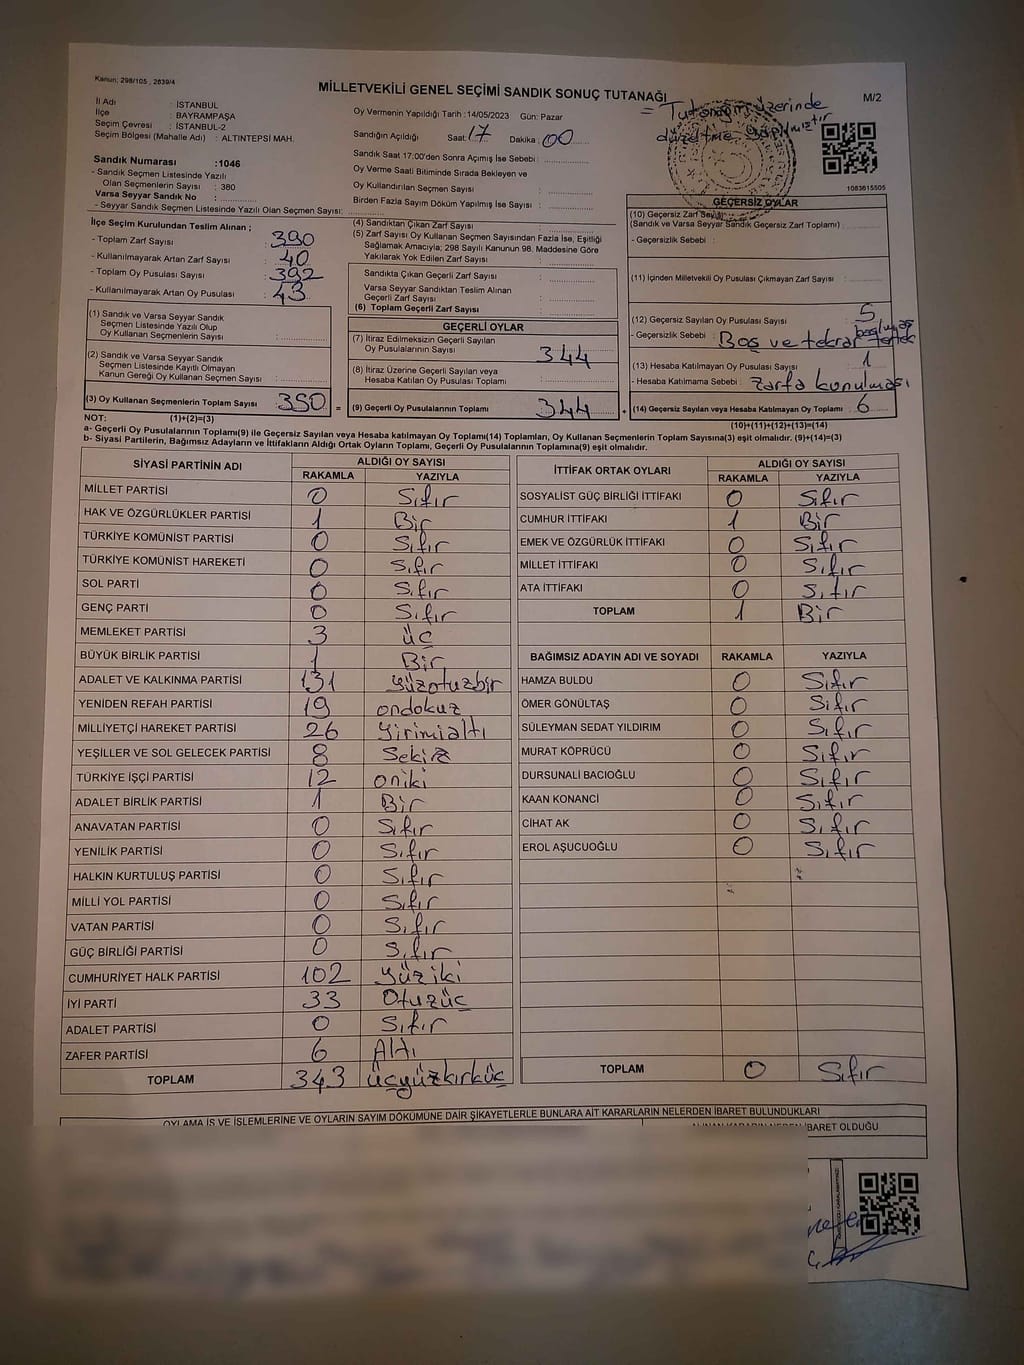 Kanun: 298/105 , 2839/4
MİLLETVEKİLİ GENEL SEÇİMİ SANDIK SONUÇ TUTANAĞI
M/2
= Tutanağın üzerinde
düzeltme yapılmıştır
İl Adı : İSTANBUL
İlçe : BAYRAMPAŞA
Seçim Çevresi : İSTANBUL-2
Seçim Bölgesi (Mahalle Adı) : ALTINTEPSİ MAH.
Sandık Numarası :1046
- Sandık Seçmen Listesinde Yazılı
Olan Seçmenlerin Sayısı : 380
Varsa Seyyar Sandık No :
- Seyyar Sandık Seçmen Listesinde Yazılı Olan Seçmen Sayısı:
Oy Vermenin Yapıldığı Tarih :14/05/2023 Gün: Pazar
Sandığın Açıldığı Saat: 17 Dakika : 00
Sandık Saat 17:00'den Sonra Açımış İse Sebebi :
Oy Verme Saati Bitiminde Sırada Bekleyen ve
Oy Kullandırılan Seçmen Sayısı :
Birden Fazla Sayım Döküm Yapılmış İse Sayısı :
1083615505
İlçe Seçim Kurulundan Teslim Alınan ;
- Toplam Zarf Sayısı : 390
- Kullanılmayarak Artan Zarf Sayısı : 40
- Toplam Oy Pusulası Sayısı : 392
- Kullanılmayarak Artan Oy Pusulası : 43
(4) Sandıktan Çıkan Zarf Sayısı :
(5) Zarf Sayısı Oy Kullanan Seçmen Sayısından Fazla İse, Eşitliği
Sağlamak Amacıyla; 298 Sayılı Kanunun 98. Maddesine Göre
Yakılarak Yok Edilen Zarf Sayısı :
Sandıkta Çıkan Geçerli Zarf Sayısı :
Varsa Seyyar Sandıktan Teslim Alınan
Geçerli Zarf Sayısı :
(6) Toplam Geçerli Zarf Sayısı :
GEÇERSİZ OYLAR
(10) Geçersiz Zarf Sayısı
(Sandık ve Varsa Seyyar Sandık Geçersiz Zarf Toplamı) :
- Geçersizlik Sebebi :
(11) İçinden Milletvekili Oy Pusulası Çıkmayan Zarf Sayısı :
(12) Geçersiz Sayılan Oy Pusulası Sayısı : 5
- Geçersizlik Sebebi : Boş ve tekrar
(13) Hesaba Katılmayan Oy Pusulası Sayısı : 1
- Hesaba Katılmama Sebebi : Zarfa konulması
(14) Geçersiz Sayılan veya Hesaba Katılmayan Oy Toplamı : 6
(1) Sandık ve Varsa Seyyar Sandık
Seçmen Listesinde Yazılı Olup
Oy Kullanan Seçmenlerin Sayısı :
(2) Sandık ve Varsa Seyyar Sandık
Seçmen Listesinde Kayıtlı Olmayan
Kanun Gereği Oy Kullanan Seçmen Sayısı :
(3) Oy Kullanan Seçmenlerin Toplam Sayısı : 350 =
GEÇERLİ OYLAR
(7) İtiraz Edilmeksizin Geçerli Sayılan
Oy Pusulalarının Sayısı : 344
(8) İtiraz Üzerine Geçerli Sayılan veya
Hesaba Katılan Oy Pusulası Toplamı :
(9) Geçerli Oy Pusulalarının Toplamı : 344 +
NOT: (1)+(2)=(3)
(10)+(11)+(12)+(13)=(14)
a- Geçerli Oy Pusulalarının Toplamı(9) ile Geçersiz Sayılan veya Hesaba katılmayan Oy Toplamı(14) Toplamları, Oy Kullanan Seçmenlerin Toplam Sayısına(3) eşit olmalıdır. (9)+(14)=(3)
b- Siyasi Partilerin, Bağımsız Adayların ve İttifakların Aldığı Ortak Oyların Toplamı, Geçerli Oy Pusulalarının Toplamına(9) eşit olmalıdır.
SİYASİ PARTİNİN ADI ALDIĞI OY SAYISI
RAKAMLA YAZIYLA
MİLLET PARTİSİ 0 Sıfır
HAK VE ÖZGÜRLÜKLER PARTİSİ 1 Bir
TÜRKİYE KOMÜNİST PARTİSİ 0 Sıfır
TÜRKİYE KOMÜNİST HAREKETİ 0 Sıfır
SOL PARTİ 0 Sıfır
GENÇ PARTİ 0 Sıfır
MEMLEKET PARTİSİ 3 üç
BÜYÜK BİRLİK PARTİSİ 1 Bir
ADALET VE KALKINMA PARTİSİ 131 yüzotuzbir
YENİDEN REFAH PARTİSİ 19 ondokuz
MİLLİYETÇİ HAREKET PARTİSİ 26 yirimialtı
YEŞİLLER VE SOL GELECEK PARTİSİ 8 Sekiz
TÜRKİYE İŞÇİ PARTİSİ 12 oniki
ADALET BİRLİK PARTİSİ 1 Bir
ANAVATAN PARTİSİ 0 Sıfır
YENİLİK PARTİSİ 0 Sıfır
HALKIN KURTULUŞ PARTİSİ 0 Sıfır
MİLLİ YOL PARTİSİ 0 Sıfır
VATAN PARTİSİ 0 Sıfır
GÜÇ BİRLİĞİ PARTİSİ 0 Sıfır
CUMHURİYET HALK PARTİSİ 102 yüziki
İYİ PARTİ 33 Otuzüç
ADALET PARTİSİ 0 Sıfır
ZAFER PARTİSİ 6 Altı
TOPLAM 343 üçyüzkırküç
İTTİFAK ORTAK OYLARI ALDIĞI OY SAYISI
RAKAMLA YAZIYLA
SOSYALİST GÜÇ BİRLİĞİ İTTİFAKI 0 Sıfır
CUMHUR İTTİFAKI 1 Bir
EMEK VE ÖZGÜRLÜK İTTİFAKI 0 Sıfır
MİLLET İTTİFAKI 0 Sıfır
ATA İTTİFAKI 0 Sıfır
TOPLAM 1 Bir
BAĞIMSIZ ADAYIN ADI VE SOYADI RAKAMLA YAZIYLA
HAMZA BULDU 0 Sıfır
ÖMER GÖNÜLTAŞ 0 Sıfır
SÜLEYMAN SEDAT YILDIRIM 0 Sıfır
MURAT KÖPRÜCÜ 0 Sıfır
DURSUNALİ BACIOĞLU 0 Sıfır
KAAN KONANCİ 0 Sıfır
CİHAT AK 0 Sıfır
EROL AŞUCUOĞLU 0 Sıfır
TOPLAM 0 Sıfır
OYLAMA İŞ VE İŞLEMLERİNE VE OYLARIN SAYIM DÖKÜMÜNE DAİR ŞİKAYETLERLE BUNLARA AİT KARARLARIN NELERDEN İBARET BULUNDUKLARI
İBARET OLDUĞU